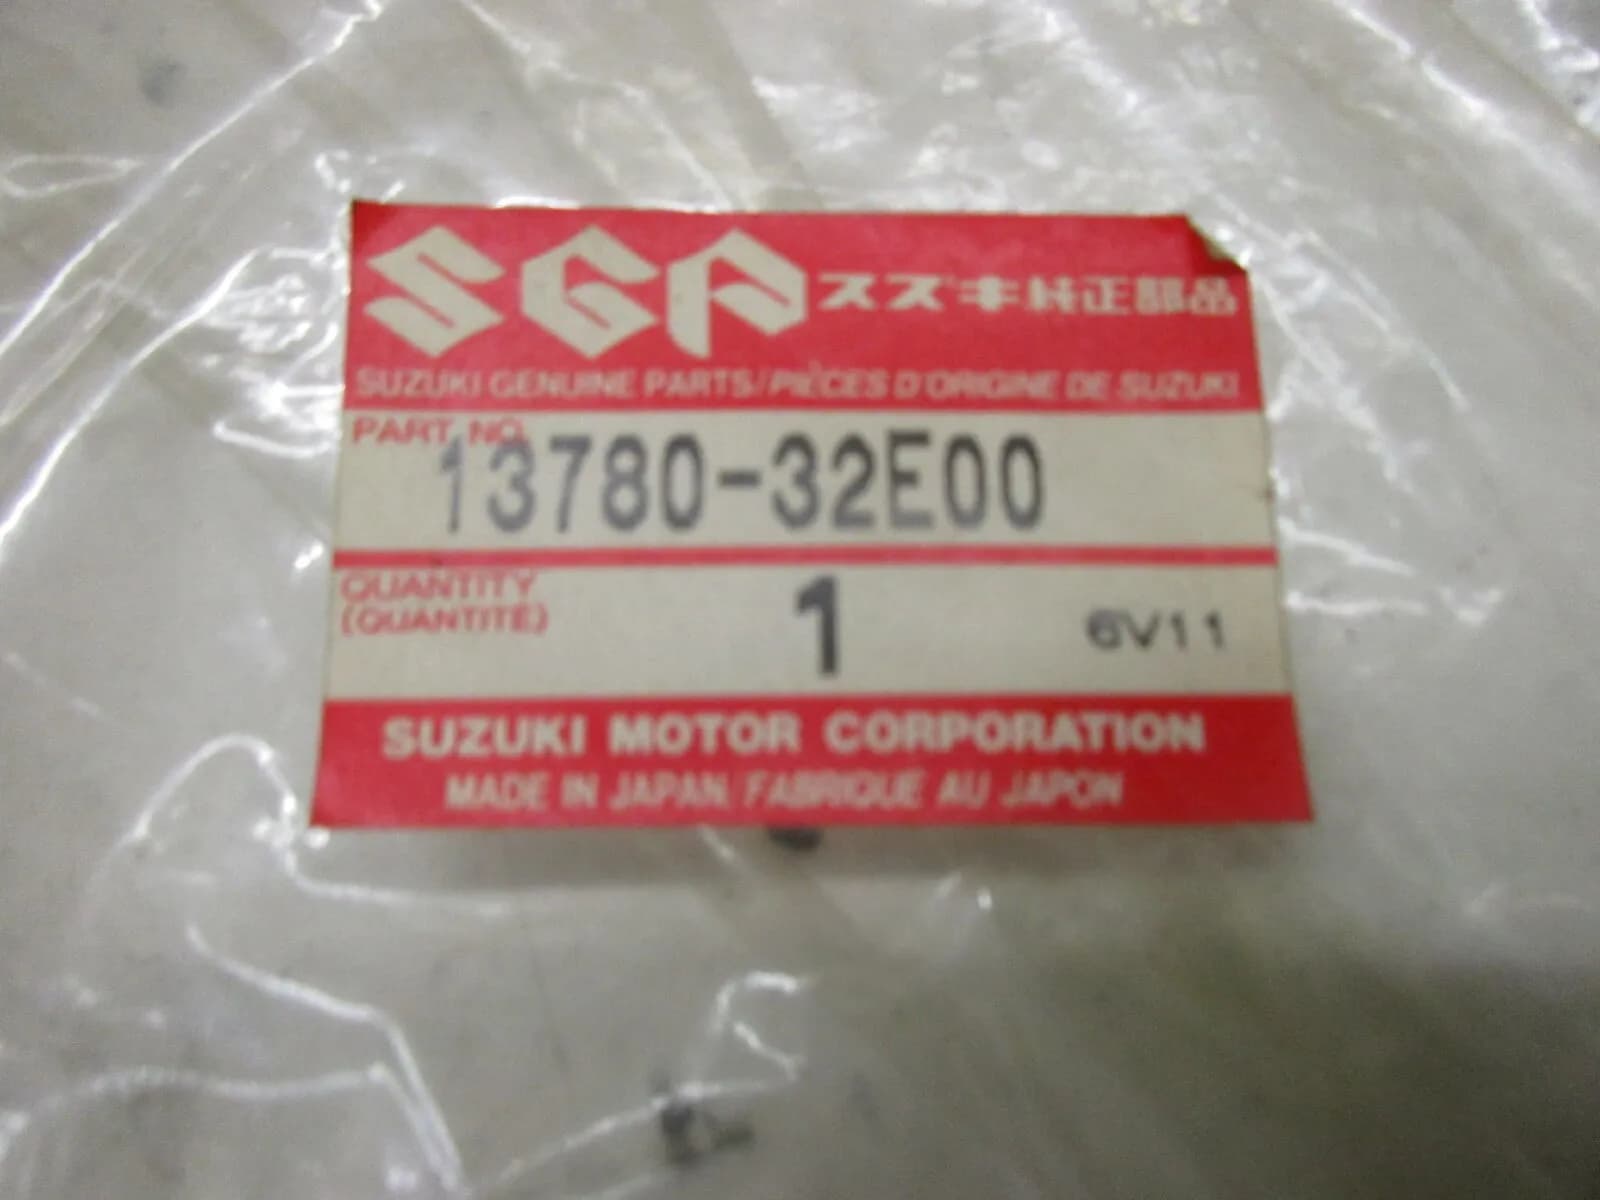 SGP スズキ純正部品
SUZUKI GENUINE PARTS/PIÈCES D'ORIGINE DE SUZUKI
PART NO.
13780-32E00
QUANTITY
(QUANTITÉ)
1
6V11
SUZUKI MOTOR CORPORATION
MADE IN JAPAN/FABRIQUÉ AU JAPON